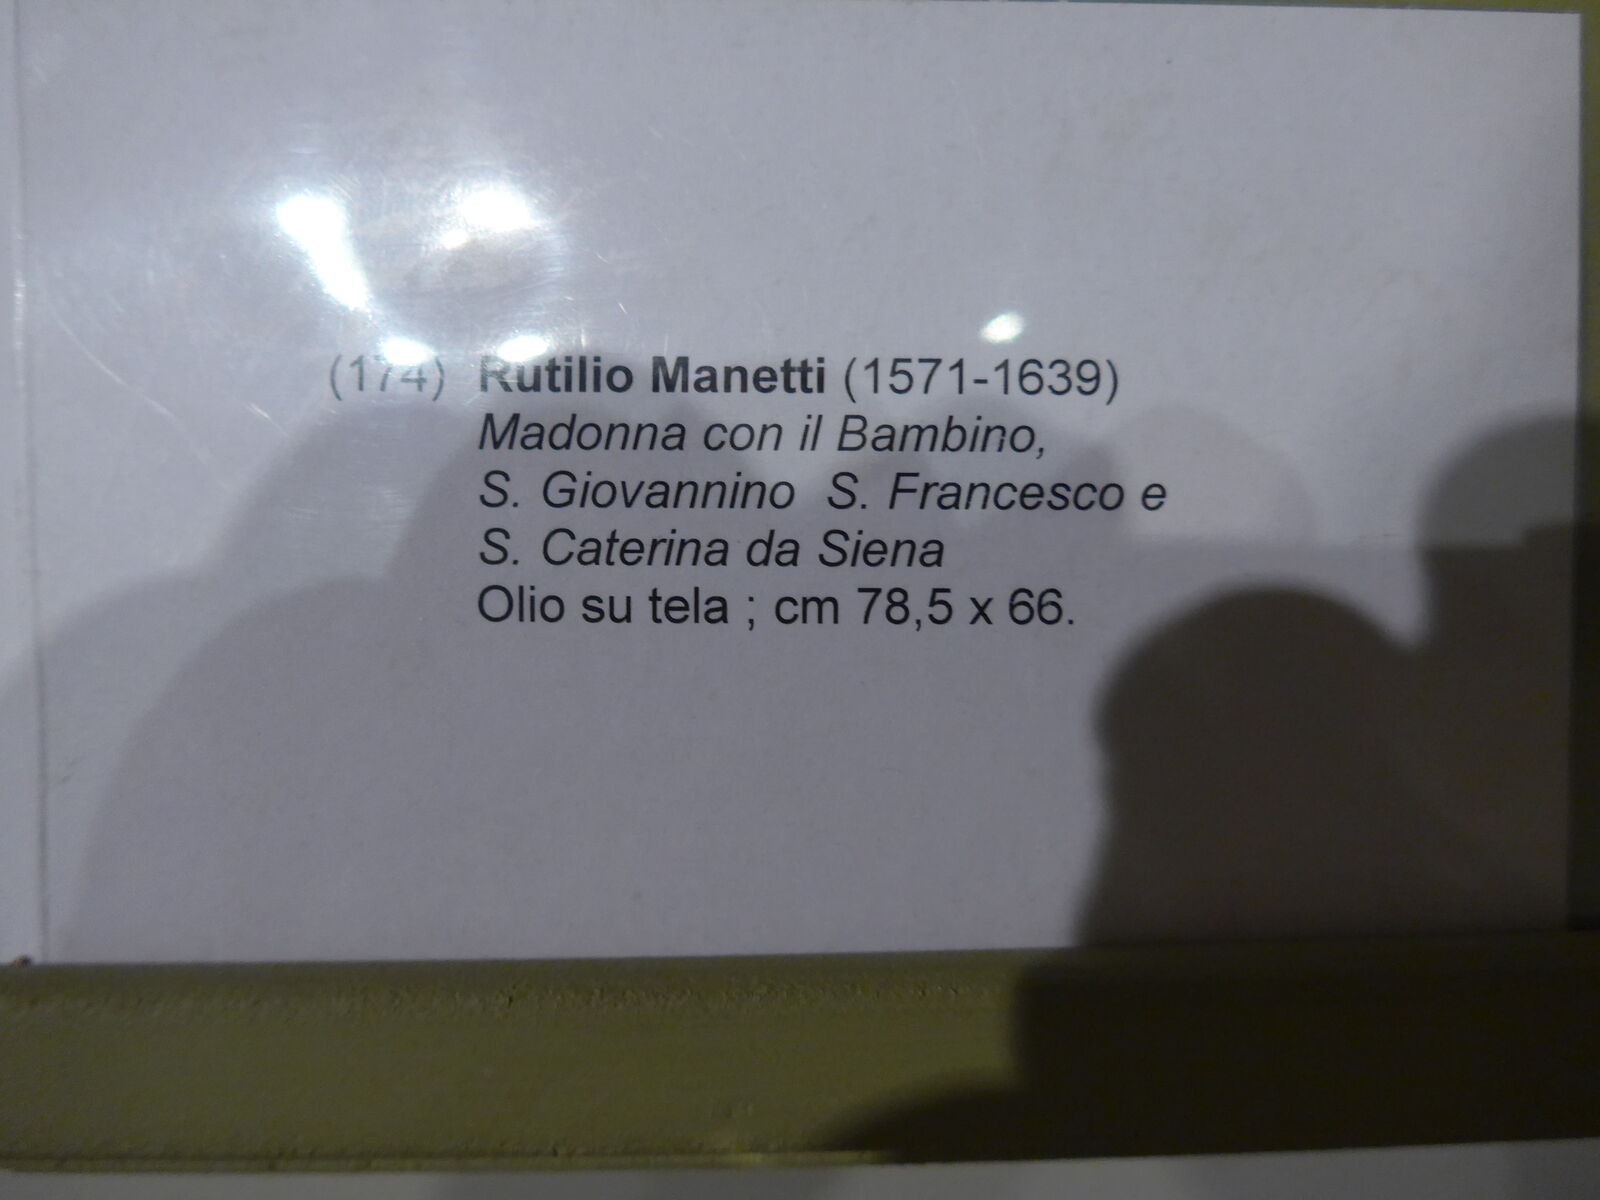 (174) Rutilio Manetti (1571-1639)
Madonna con il Bambino,
S. Giovannino S. Francesco e
S. Caterina da Siena
Olio su tela ; cm 78,5 x 66.